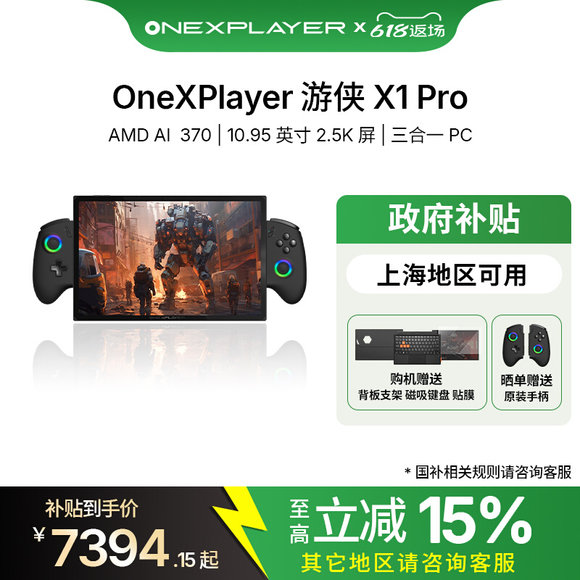 ONEXPLAYER x 618返场
OneXPlayer 游侠 X1 Pro
AMD AI 370 | 10.95 英寸 2.5K 屏 | 三合一 PC
政府补贴
上海地区可用
购机赠送
背板支架 磁吸键盘 贴膜
晒单赠送
原装手柄
* 国补相关规则请咨询客服
补贴到手价
¥7394.15起
至高立减 15%
其它地区请咨询客服